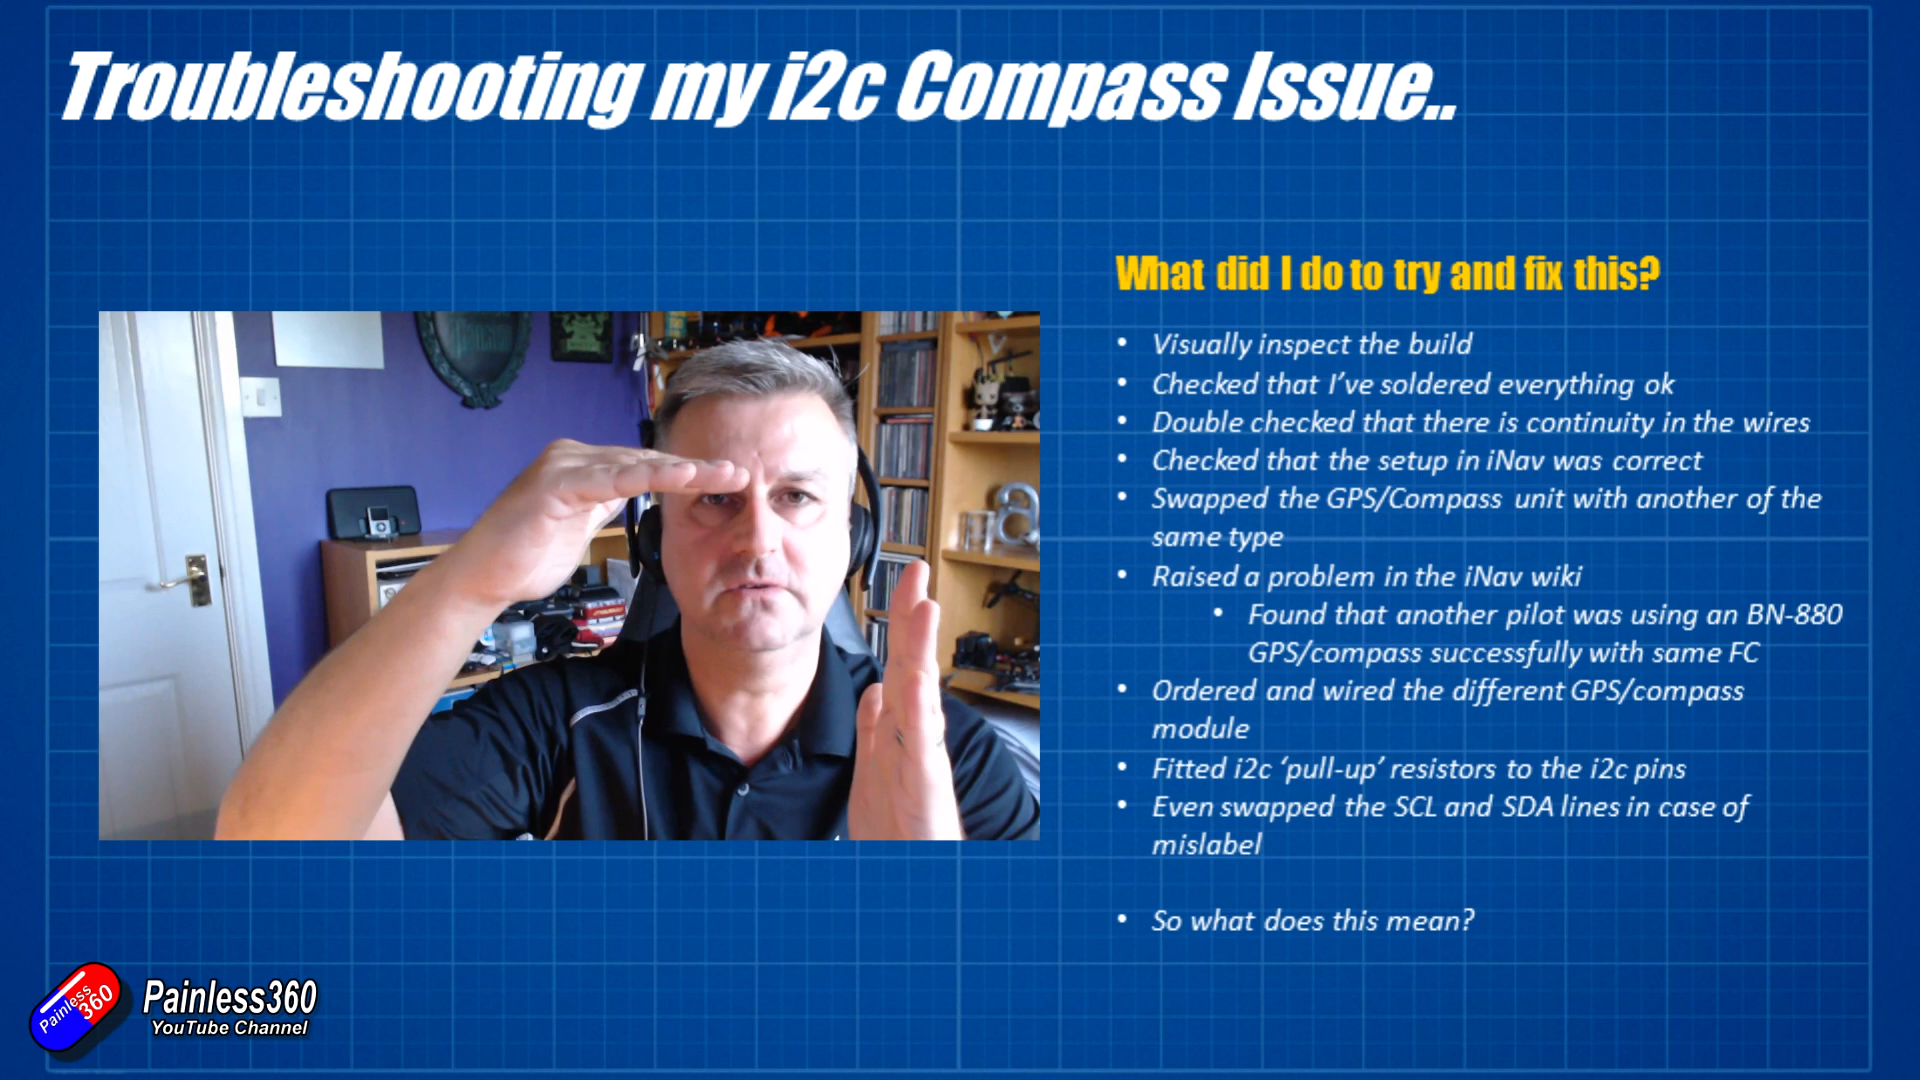 Troubleshooting my i2c Compass Issue..
What did I do to try and fix this?
• Visually inspect the build
• Checked that I've soldered everything ok
• Double checked that there is continuity in the wires
• Checked that the setup in iNav was correct
• Swapped the GPS/Compass unit with another of the
same type
• Raised a problem in the iNav wiki
• Found that another pilot was using an BN-880
GPS/compass successfully with same FC
• Ordered and wired the different GPS/compass
module
• Fitted i2c ‘pull-up’ resistors to the i2c pins
• Even swapped the SCL and SDA lines in case of
mislabel
• So what does this mean?
Painless
360
Painless360
YouTube Channel